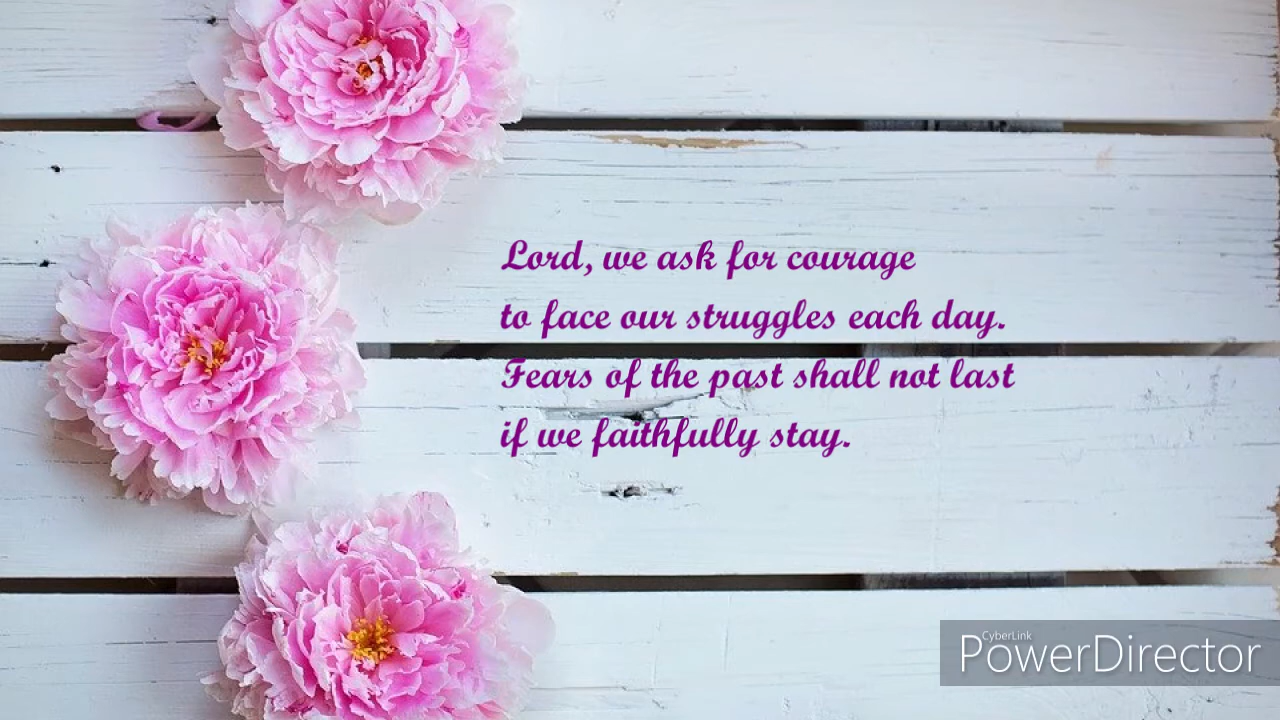 Lord, we ask for courage
to face our struggles each day.
Fears of the past shall not last
if we faithfully stay.
CyberLink
PowerDirector